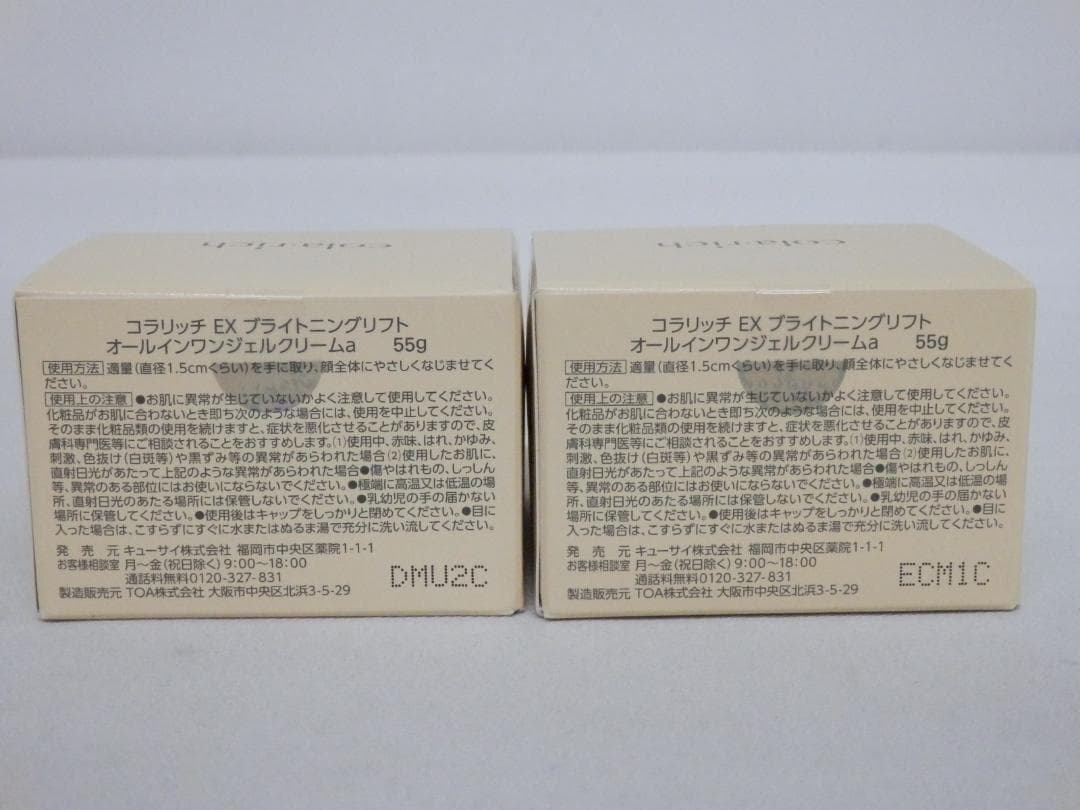 cola·rich
コラリッチ EX ブライトニングリフト
オールインワンジェルクリームa 55g
使用方法 適量(直径1.5cmくらい)を手に取り、顔全体にやさしくなじませてく
ださい。
使用上の注意 ●お肌に異常が生じていないかよく注意して使用してください。
化粧品がお肌に合わないとき即ち次のような場合には、使用を中止してください。
そのまま化粧品類の使用を続けますと、症状を悪化させることがありますので、皮
膚科専門医等にご相談されることをおすすめします。(1)使用中、赤味、はれ、かゆみ、
刺激、色抜け(白斑等)や黒ずみ等の異常があらわれた場合(2)使用したお肌に、
直射日光があたって上記のような異常があらわれた場合●傷やはれもの、しっしん
等、異常のある部位にはお使いにならないでください。●極端に高温又は低温の場
所、直射日光のあたる場所には保管しないでください。●乳幼児の手の届かない
場所に保管してください。●使用後はキャップをしっかりと閉めてください。●目に
入った場合は、こすらずにすぐに水またはぬるま湯で充分に洗い流してください。
発売元 キューサイ株式会社 福岡市中央区薬院1-1-1
お客様相談室 月～金(祝日除く)9:00～18:00
通話料無料0120-327-831
製造販売元 TOA株式会社 大阪市中央区北浜3-5-29
DMU2C
cola·rich
コラリッチ EX ブライトニングリフト
オールインワンジェルクリームa 55g
使用方法 適量(直径1.5cmくらい)を手に取り、顔全体にやさしくなじませてく
ださい。
使用上の注意 ●お肌に異常が生じていないかよく注意して使用してください。
化粧品がお肌に合わないとき即ち次のような場合には、使用を中止してください。
そのまま化粧品類の使用を続けますと、症状を悪化させることがありますので、皮
膚科専門医等にご相談されることをおすすめします。(1)使用中、赤味、はれ、かゆみ、
刺激、色抜け(白斑等)や黒ずみ等の異常があらわれた場合(2)使用したお肌に、
直射日光があたって上記のような異常があらわれた場合●傷やはれもの、しっしん
等、異常のある部位にはお使いにならないでください。●極端に高温又は低温の場
所、直射日光のあたる場所には保管しないでください。●乳幼児の手の届かない
場所に保管してください。●使用後はキャップをしっかりと閉めてください。●目に
入った場合は、こすらずにすぐに水またはぬるま湯で充分に洗い流してください。
発売元 キューサイ株式会社 福岡市中央区薬院1-1-1
お客様相談室 月～金(祝日除く)9:00～18:00
通話料無料0120-327-831
製造販売元 TOA株式会社 大阪市中央区北浜3-5-29
ECM1C